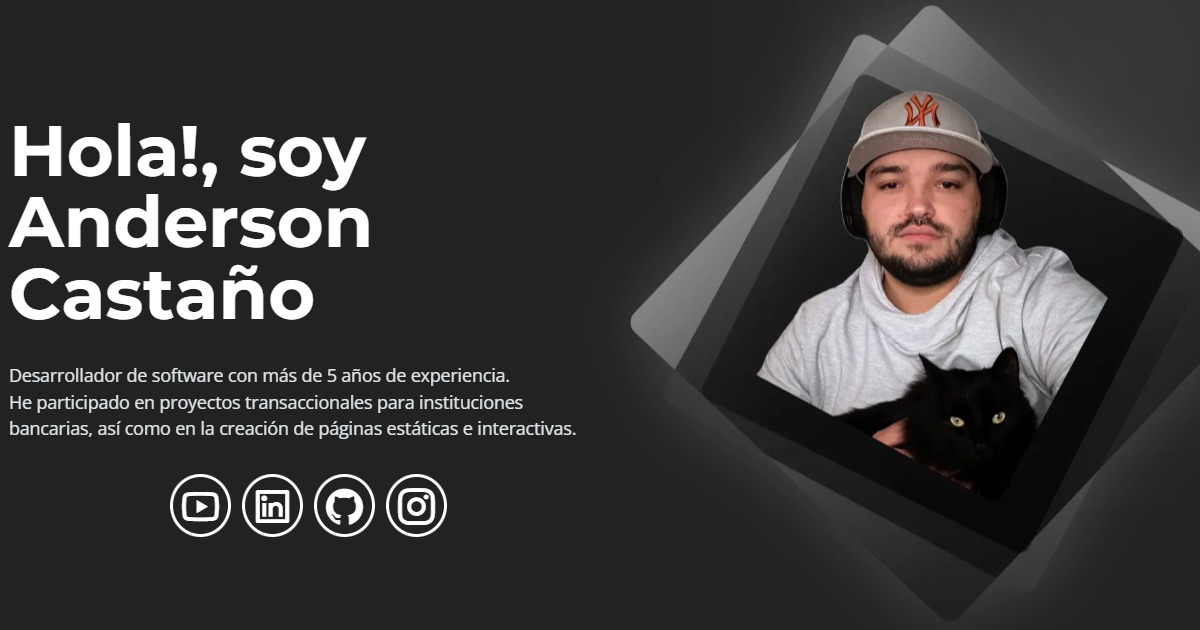 Hola!, soy
Anderson
Castaño
Desarrollador de software con más de 5 años de experiencia.
He participado en proyectos transaccionales para instituciones
bancarias, así como en la creación de páginas estáticas e interactivas.
in
NY